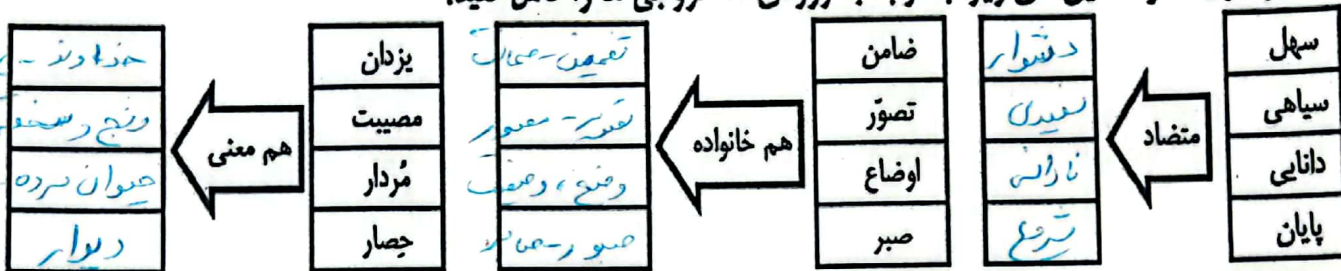 سهل
سیاهی
دانایی
پایان
متضاد
دشوار
سفیدی
نادانی
شروع
ضامن
تصوّر
اوضاع
صبر
هم خانواده
تضمین - ضمانت
تصویر - مصور
وضع، وضعیت
صبور - صابر
یزدان
مصیبت
مُردار
حِصار
هم معنی
خداوند -
رنج و سختی
حیوان مرده
دیوار